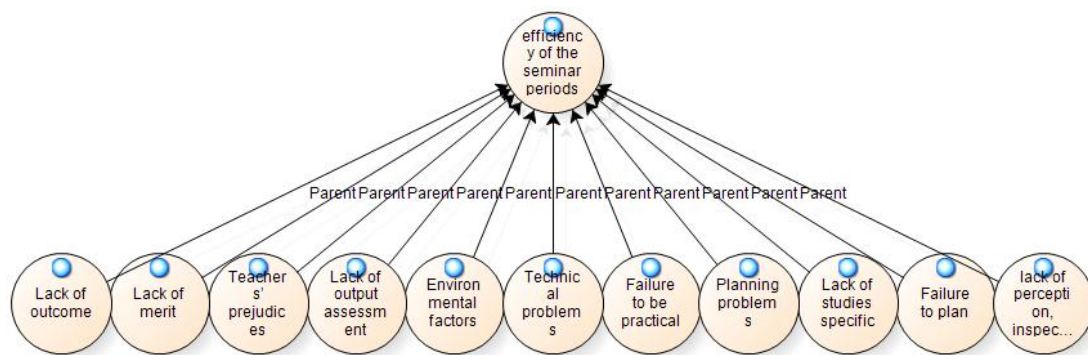 efficienc
y of the
seminar
periods
Parent Parent Parent Parent Parent Parent Parent Parent Parent Parent Parent
Lack of
outcome
Lack of
merit
Teacher
s'
prejudic
es
Lack of
output
assessm
ent
Environ
mental
factors
Technic
al
problem
s
Failure
to be
practical
Planning
problem
s
Lack of
studies
specific
Failure
to plan
lack of
percepti
on,
inspec...